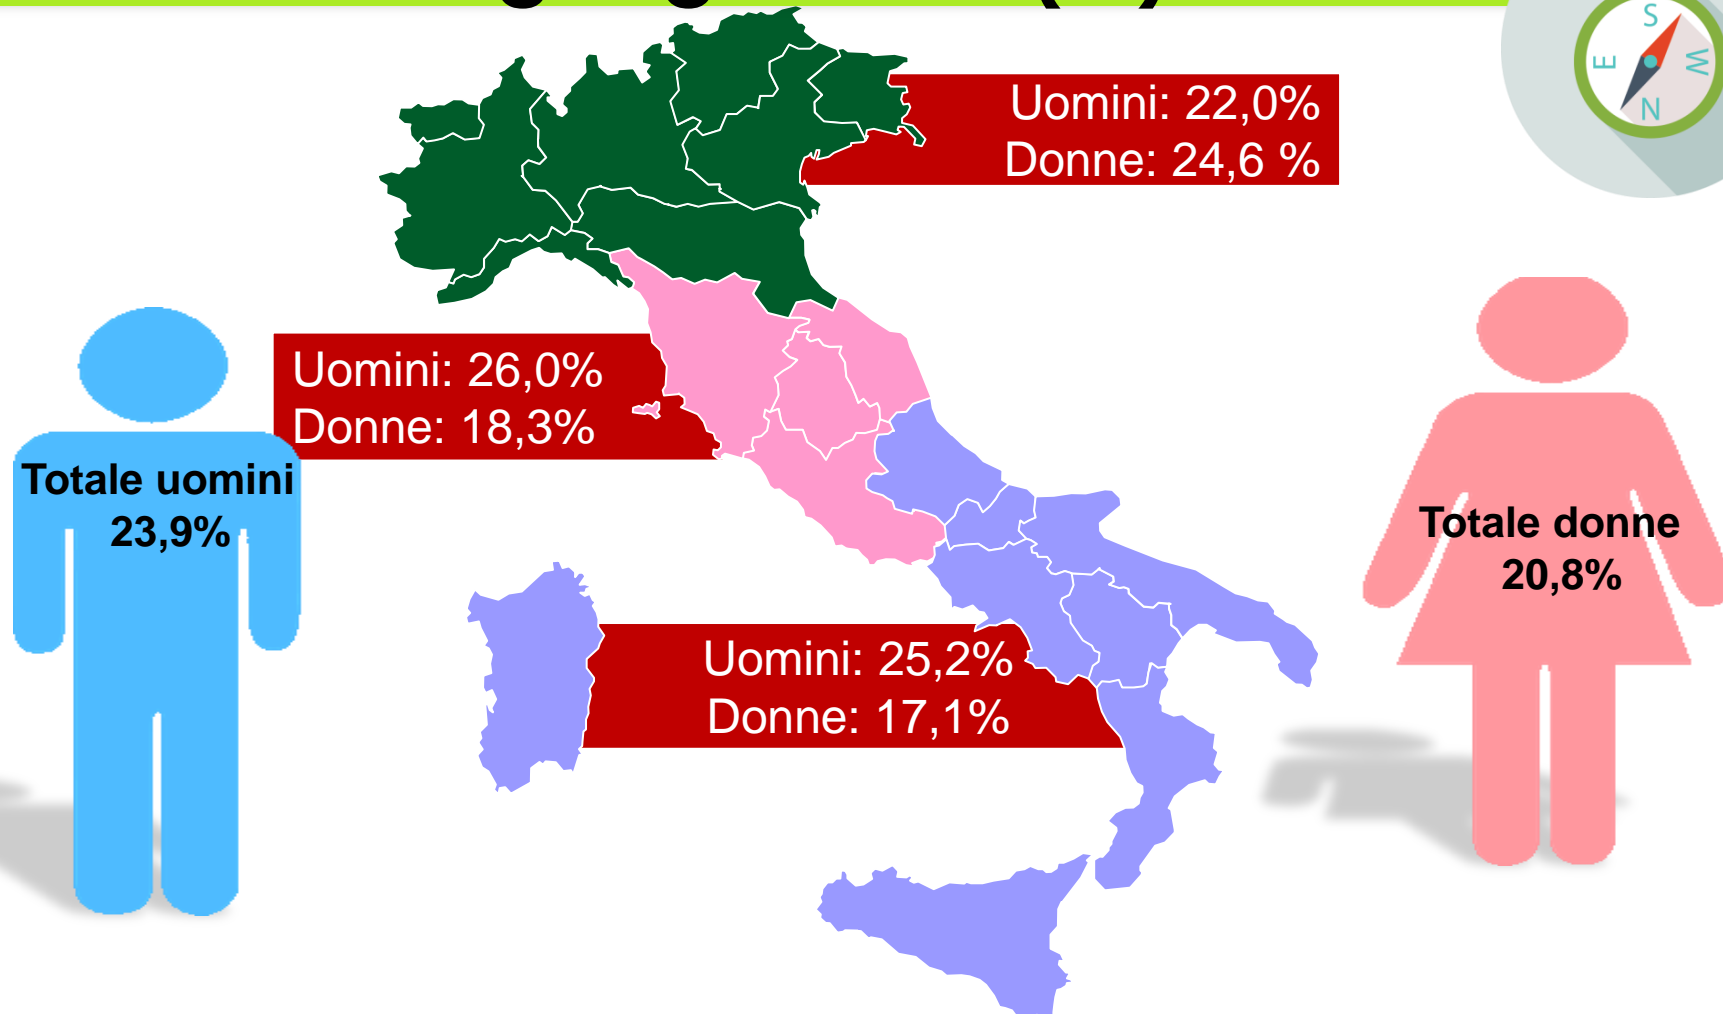 S
E
W
N
Uomini: 22,0%
Donne: 24,6 %
Uomini: 26,0%
Donne: 18,3%
Totale uomini
23,9%
Totale donne
20,8%
Uomini: 25,2%
Donne: 17,1%